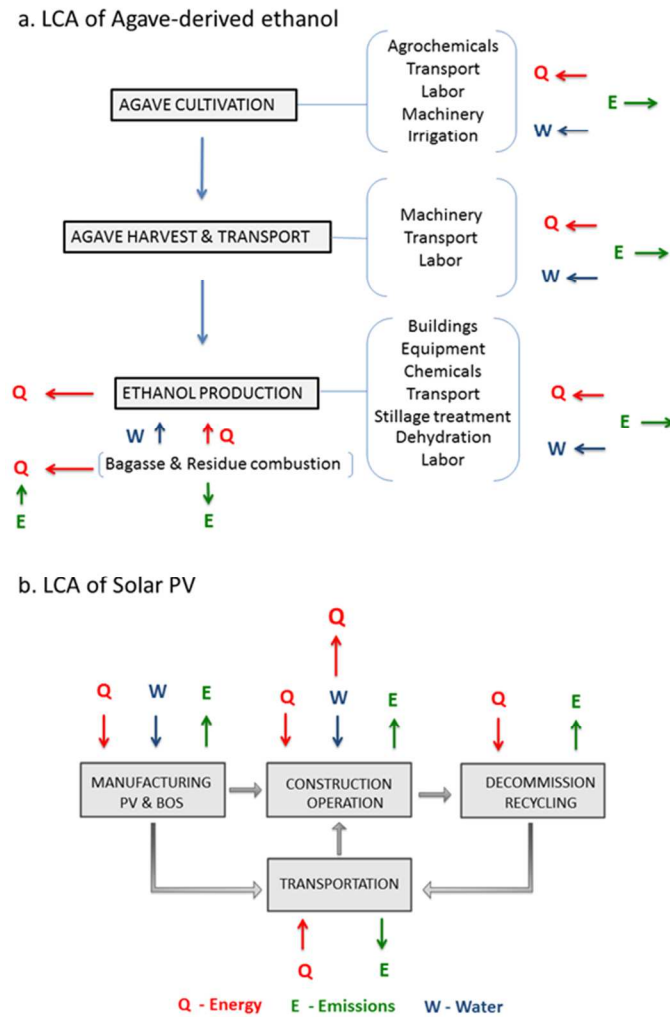 a. LCA of Agave-derived ethanol
AGAVE CULTIVATION
Agrochemicals
Transport
Labor
Machinery
Irrigation
Q
E
W
AGAVE HARVEST & TRANSPORT
Machinery
Transport
Labor
Q
E
W
Q
ETHANOL PRODUCTION
Buildings
Equipment
Chemicals
Transport
Stillage treatment
Dehydration
Labor
Q
E
W
W
Q
Q
Bagasse & Residue combustion
E
E
b. LCA of Solar PV
Q
Q W E
Q W E
Q E
MANUFACTURING
PV & BOS
CONSTRUCTION
OPERATION
DECOMMISSION
RECYCLING
TRANSPORTATION
Q E
Q - Energy E - Emissions W - Water